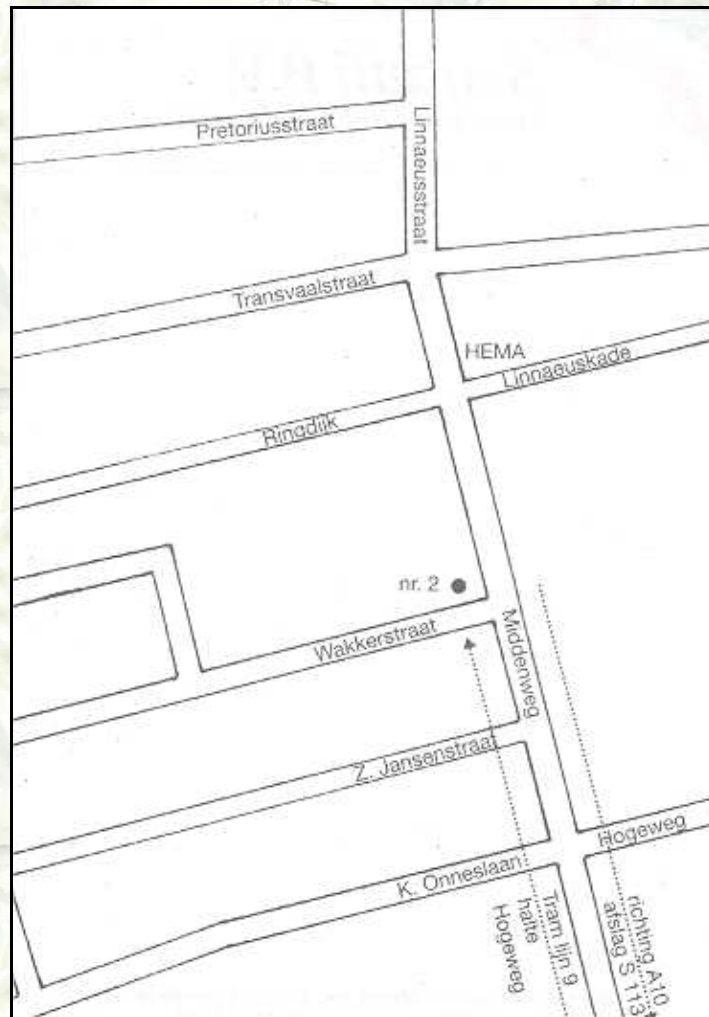 Pretoriusstraat
Linnaeusstraat
Transvaalstraat
HEMA
Linnaeuskade
Ringdijk
nr. 2
Wakkerstraat
Middenweg
Z. Jansenstraat
Hogeweg
K. Onneslaan
Tram lijn 9
halte
Hogeweg
richting A10
afslag S 113